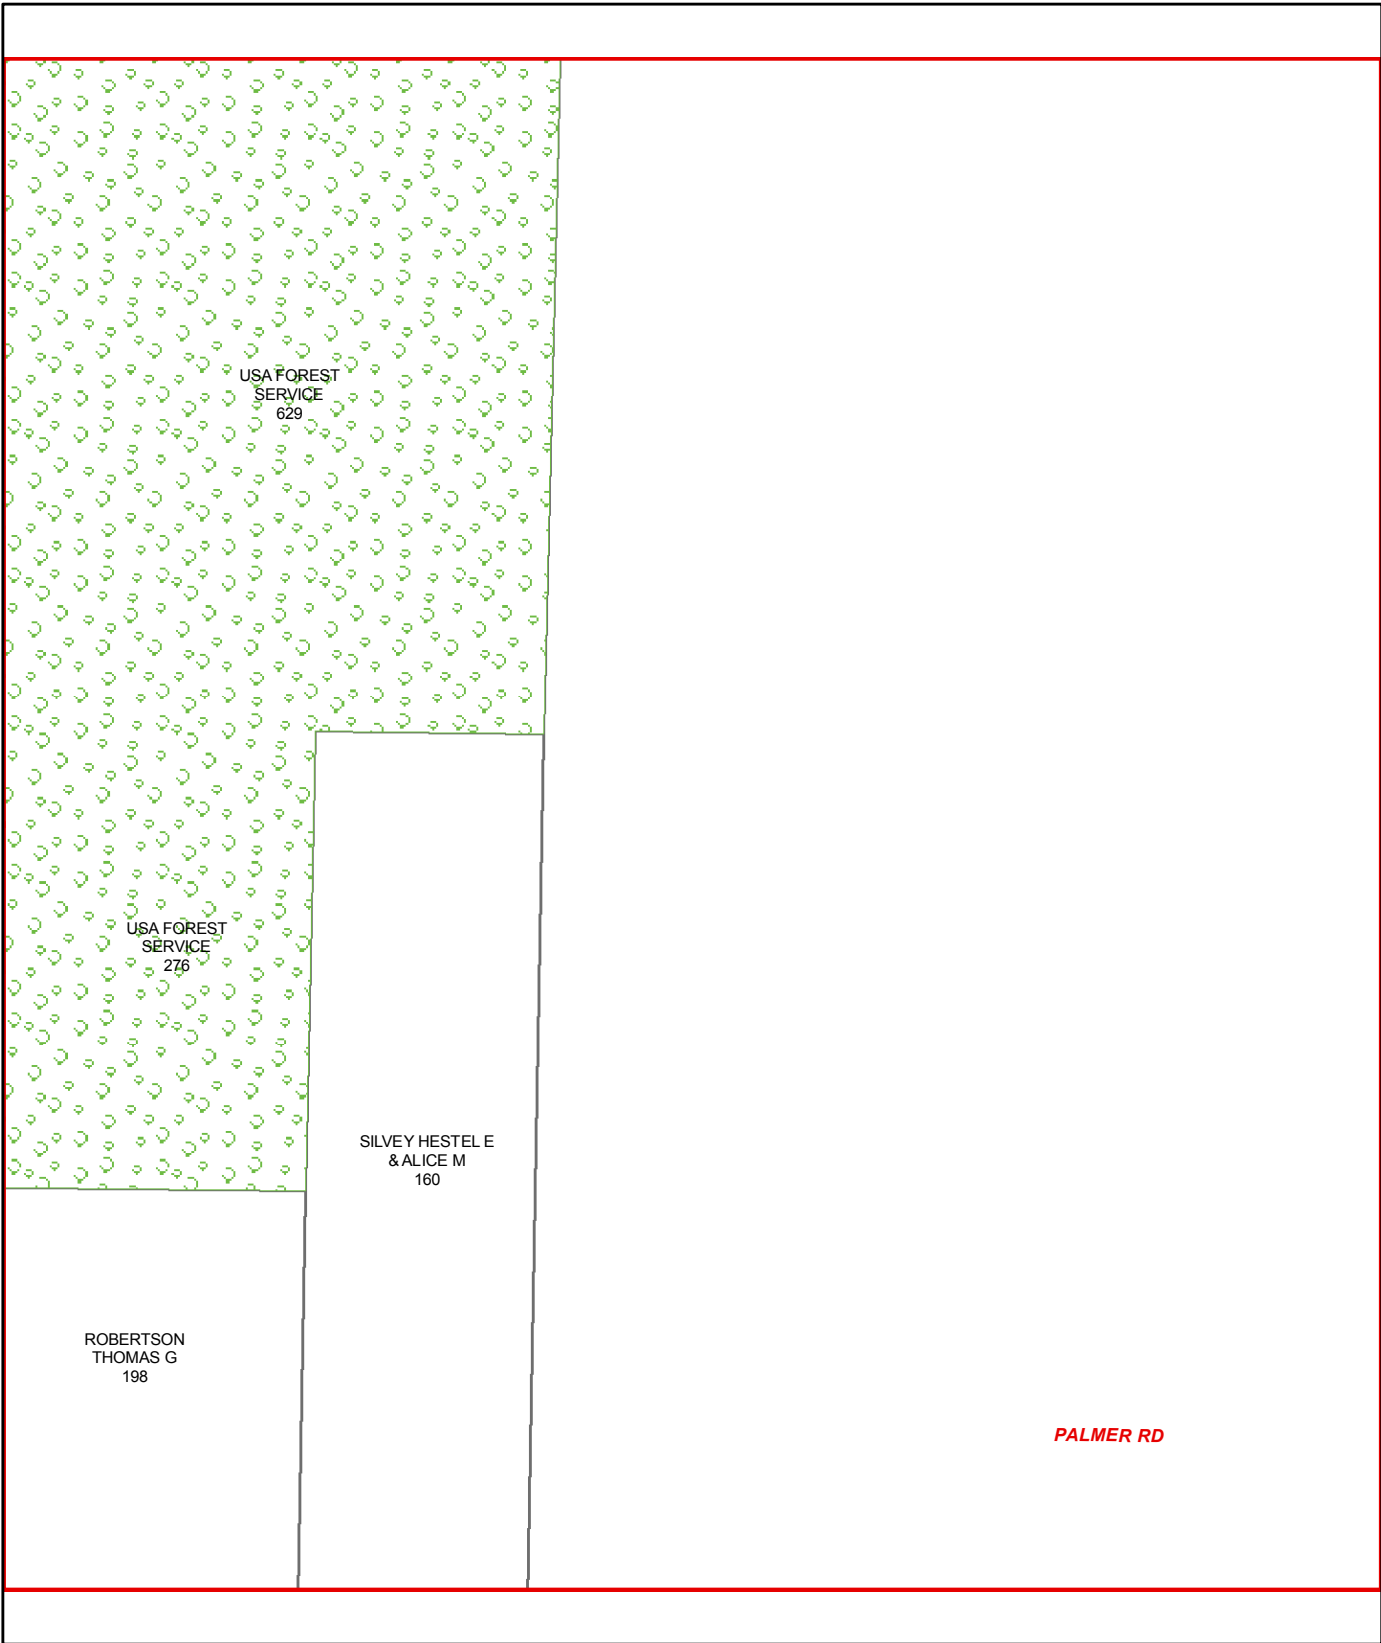 USA FOREST
SERVICE
629
USA FOREST
SERVICE
276
SILVEY HESTEL E
& ALICE M
160
ROBERTSON
THOMAS G
198
PALMER RD